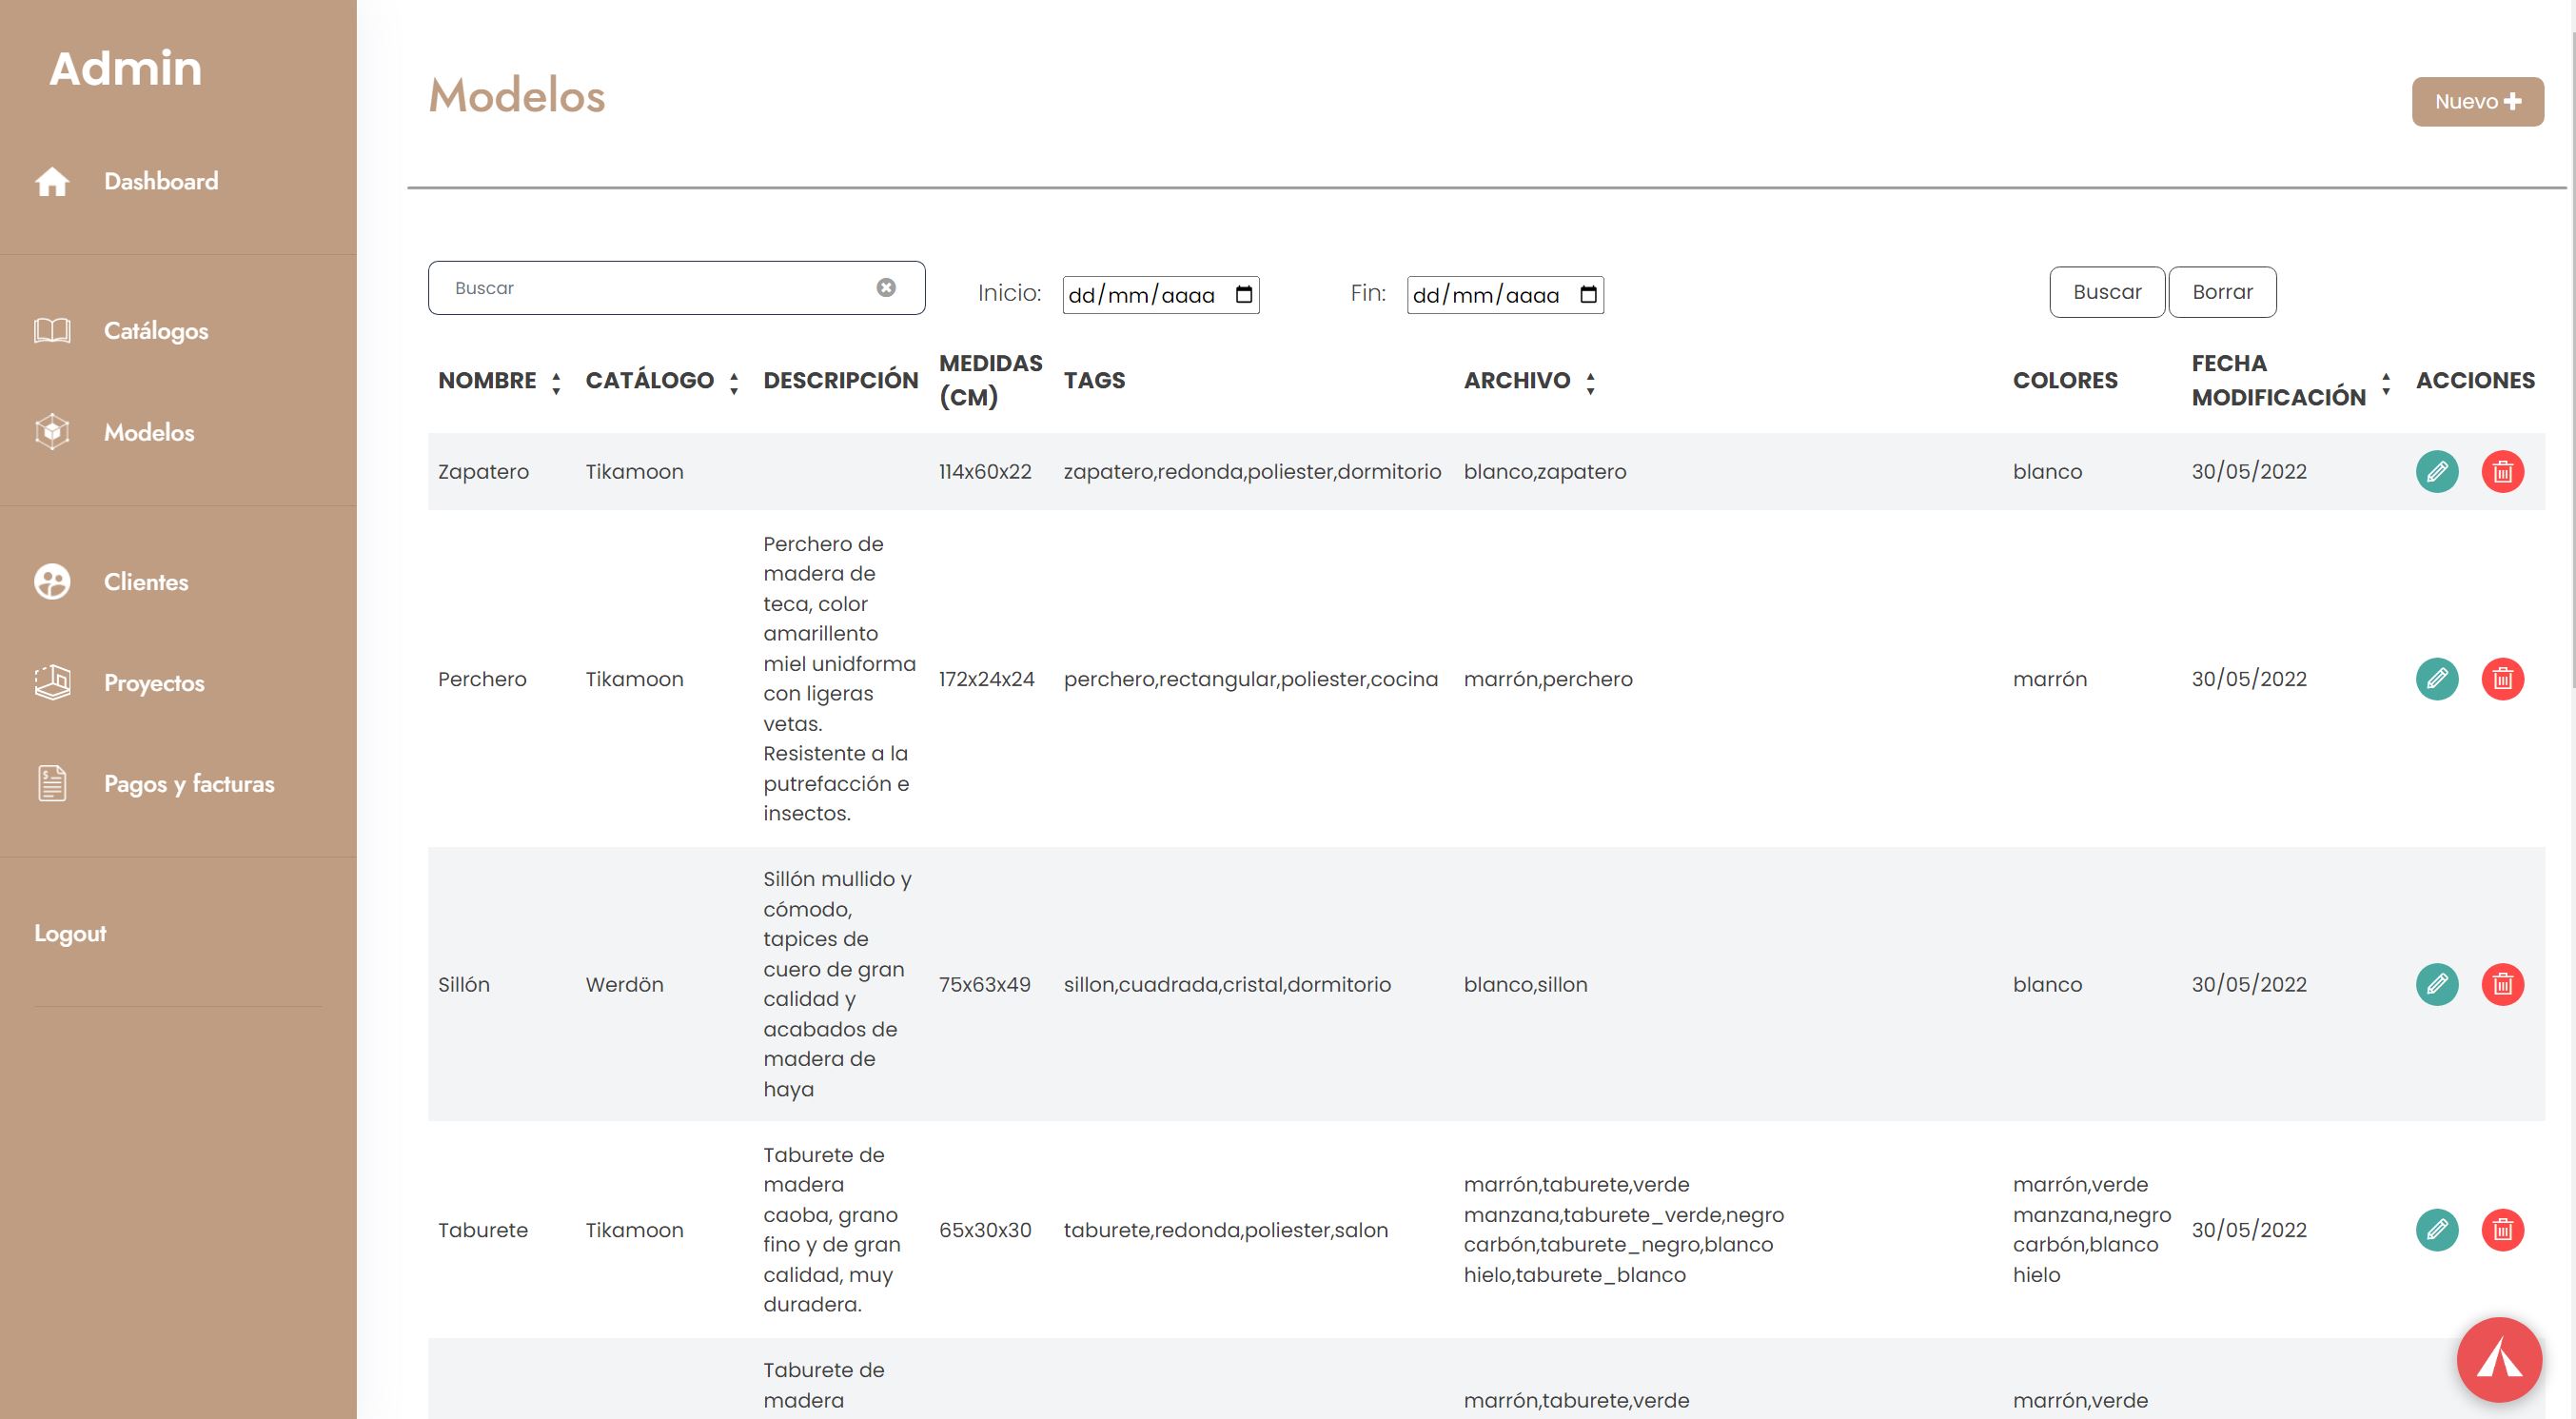 Admin
Dashboard
Catálogos
Modelos
Clientes
Proyectos
Pagos y facturas
Logout
Modelos
Nuevo
Buscar
Inicio: dd/mm/aaaa
Fin: dd/mm/aaaa
Buscar
Borrar
NOMBRE
CATÁLOGO
DESCRIPCIÓN
MEDIDAS
(CM)
TAGS
ARCHIVO
COLORES
FECHA
MODIFICACIÓN
ACCIONES
Zapatero
Tikamoon
114x60x22
zapatero,redonda,poliester,dormitorio
blanco,zapatero
blanco
30/05/2022
Perchero
Tikamoon
Perchero de
madera de
teca, color
amarillento
miel unidforma
con ligeras
vetas.
Resistente a la
putrefacción e
insectos.
172x24x24
perchero,rectangular,poliester,cocina
marrón,perchero
marrón
30/05/2022
Sillón
Werdön
Sillón mullido y
cómodo,
tapices de
cuero de gran
calidad y
acabados de
madera de
haya
75x63x49
sillon,cuadrada,cristal,dormitorio
blanco,sillon
blanco
30/05/2022
Taburete
Tikamoon
Taburete de
madera
caoba, grano
fino y de gran
calidad, muy
duradera.
65x30x30
taburete,redonda,poliester,salon
marrón,taburete,verde
manzana,taburete_verde,negro
carbón,taburete_negro,blanco
hielo,taburete_blanco
marrón,verde
manzana,negro
carbón,blanco
hielo
30/05/2022
Taburete de
madera
marrón,taburete,verde
marrón,verde